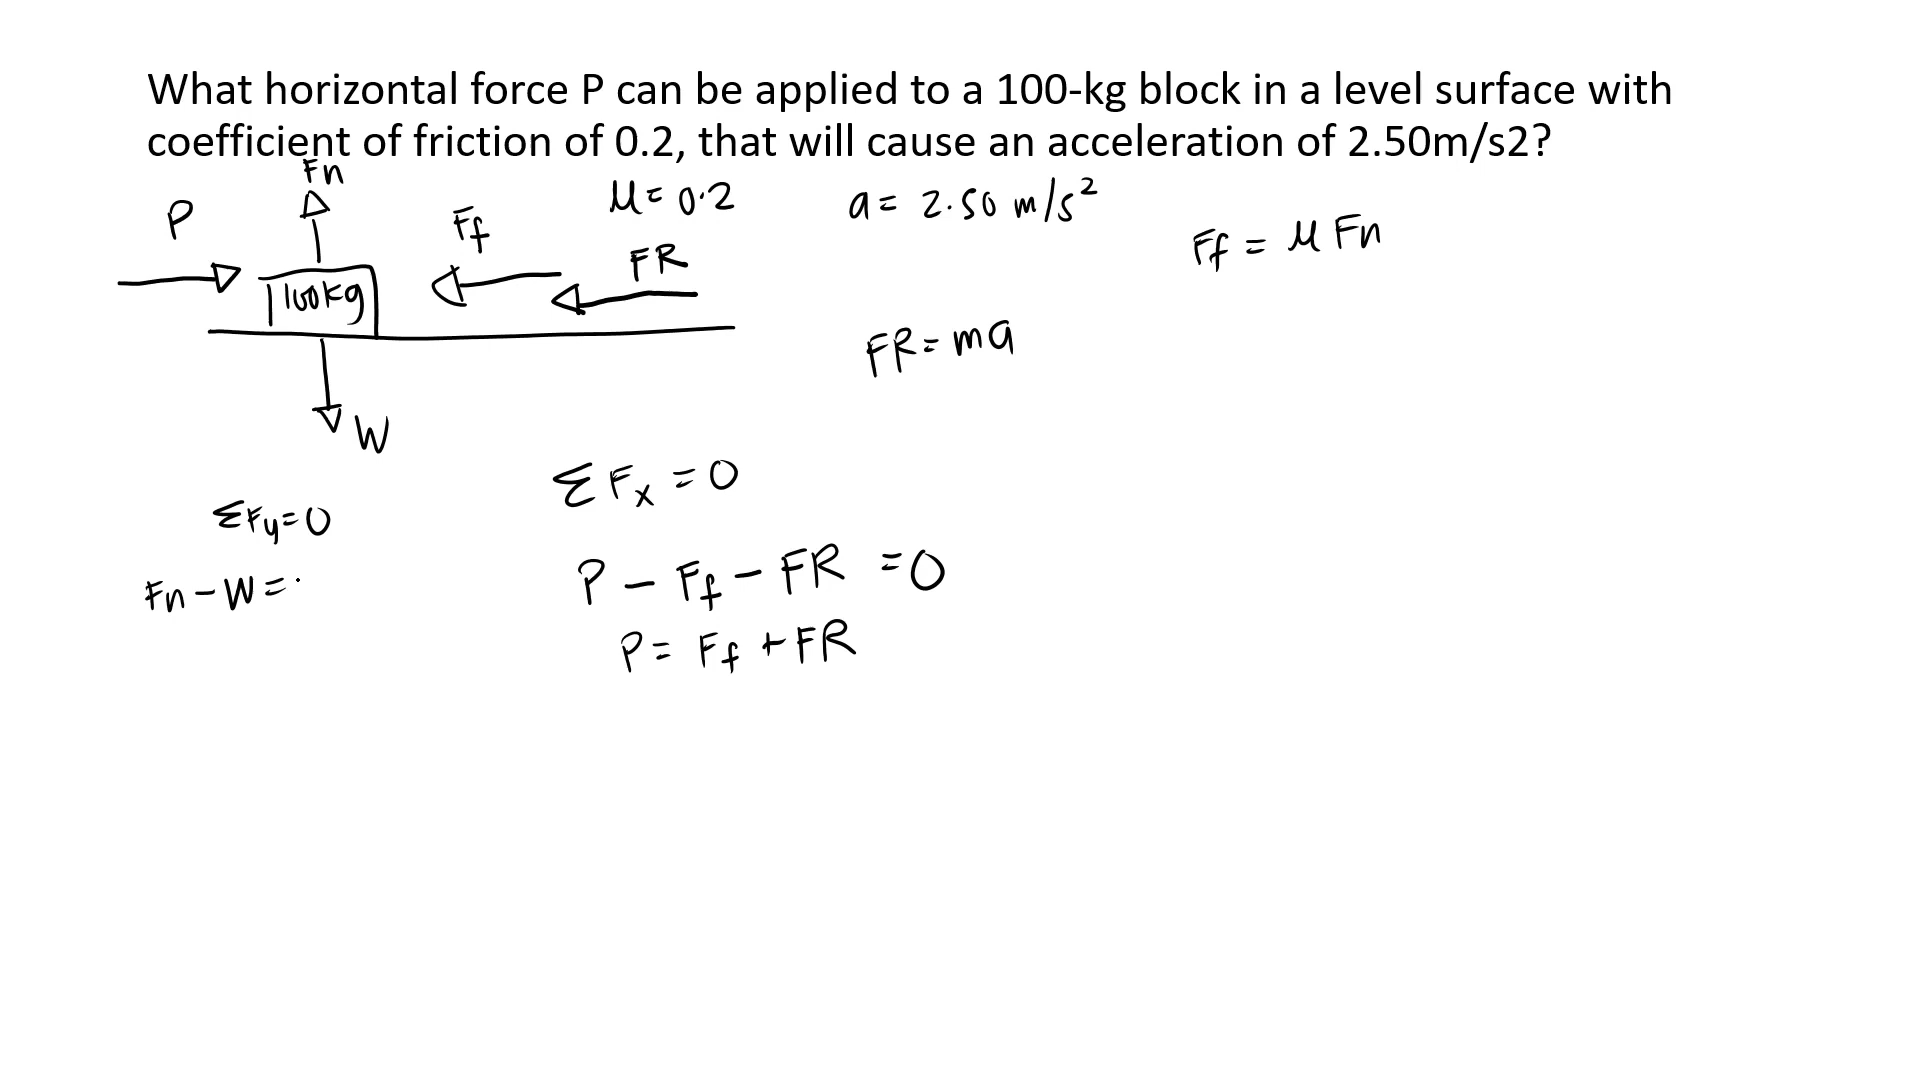 What horizontal force P can be applied to a 100-kg block in a level surface with
coefficient of friction of 0.2, that will cause an acceleration of 2.50m/s2?
Fn
P
Ff
μ = 0.2
a = 2.50 m/s²
Ff = μ Fn
FR
100kg
FR = ma
W
ΣFx = 0
ΣFy = 0
P - Ff - FR = 0
Fn - W =
P = Ff + FR